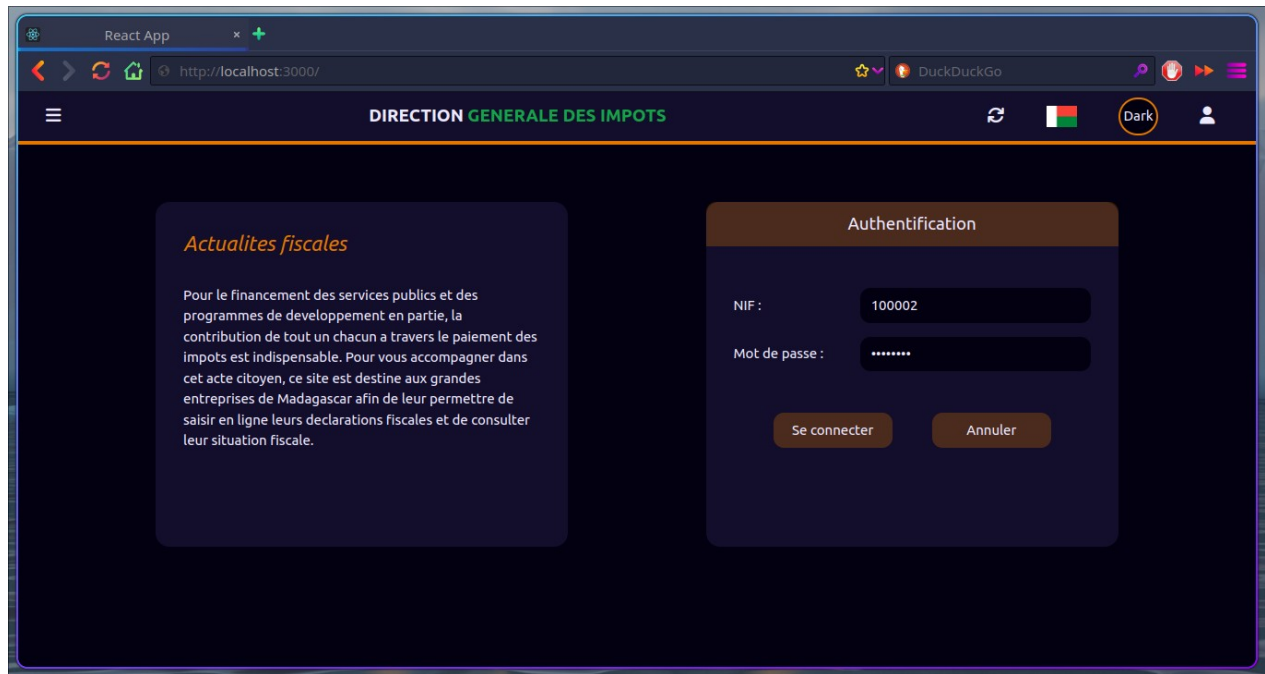 React App
http://localhost:3000/
DuckDuckGo
DIRECTION GENERALE DES IMPOTS
Dark
Actualites fiscales
Pour le financement des services publics et des
programmes de developpement en partie, la
contribution de tout un chacun a travers le paiement des
impots est indispensable. Pour vous accompagner dans
cet acte citoyen, ce site est destine aux grandes
entreprises de Madagascar afin de leur permettre de
saisir en ligne leurs declarations fiscales et de consulter
leur situation fiscale.
Authentification
NIF : 100002
Mot de passe : ••••••••
Se connecter Annuler